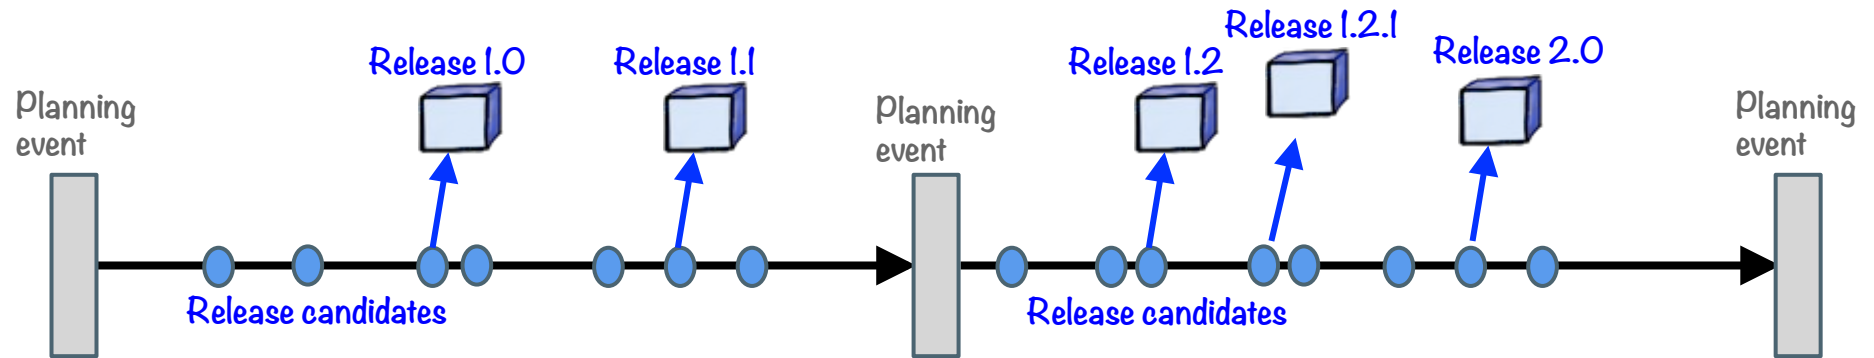 Release 1.0
Release 1.1
Release 1.2
Release 1.2.1
Release 2.0
Planning
event
Planning
event
Planning
event
Release candidates
Release candidates